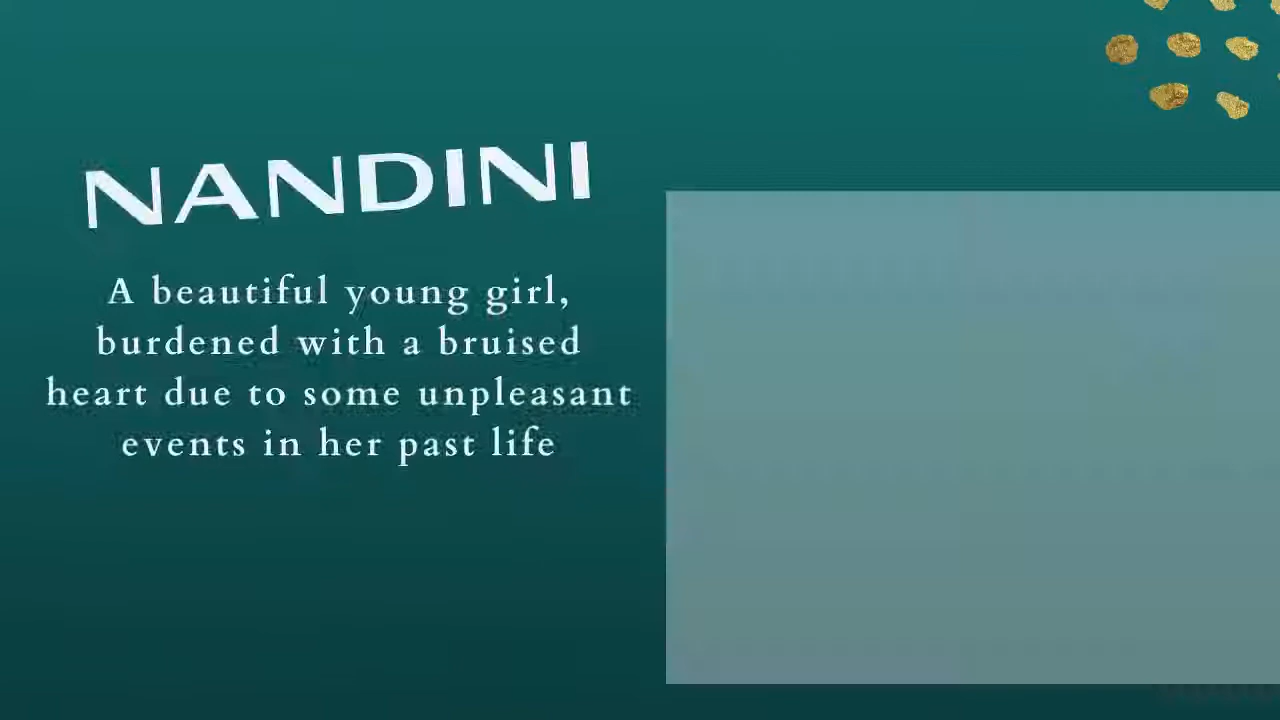 NANDINI
A beautiful young girl,
burdened with a bruised
heart due to some unpleasant
events in her past life